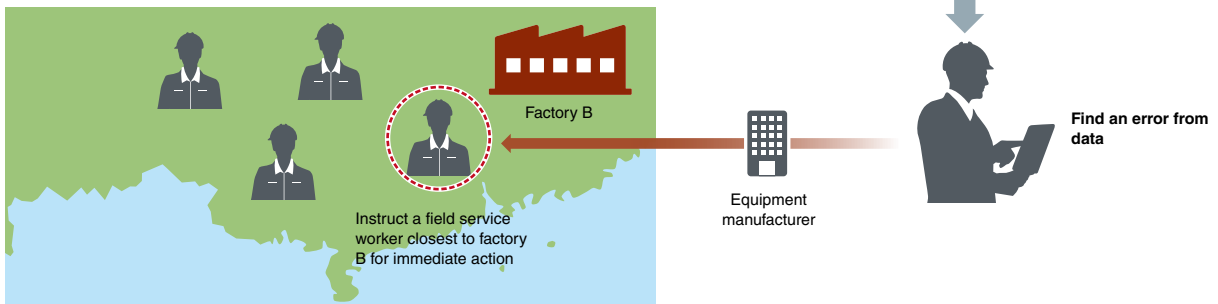 Factory B
Find an error from
data
Equipment
manufacturer
Instruct a field service
worker closest to factory
B for immediate action